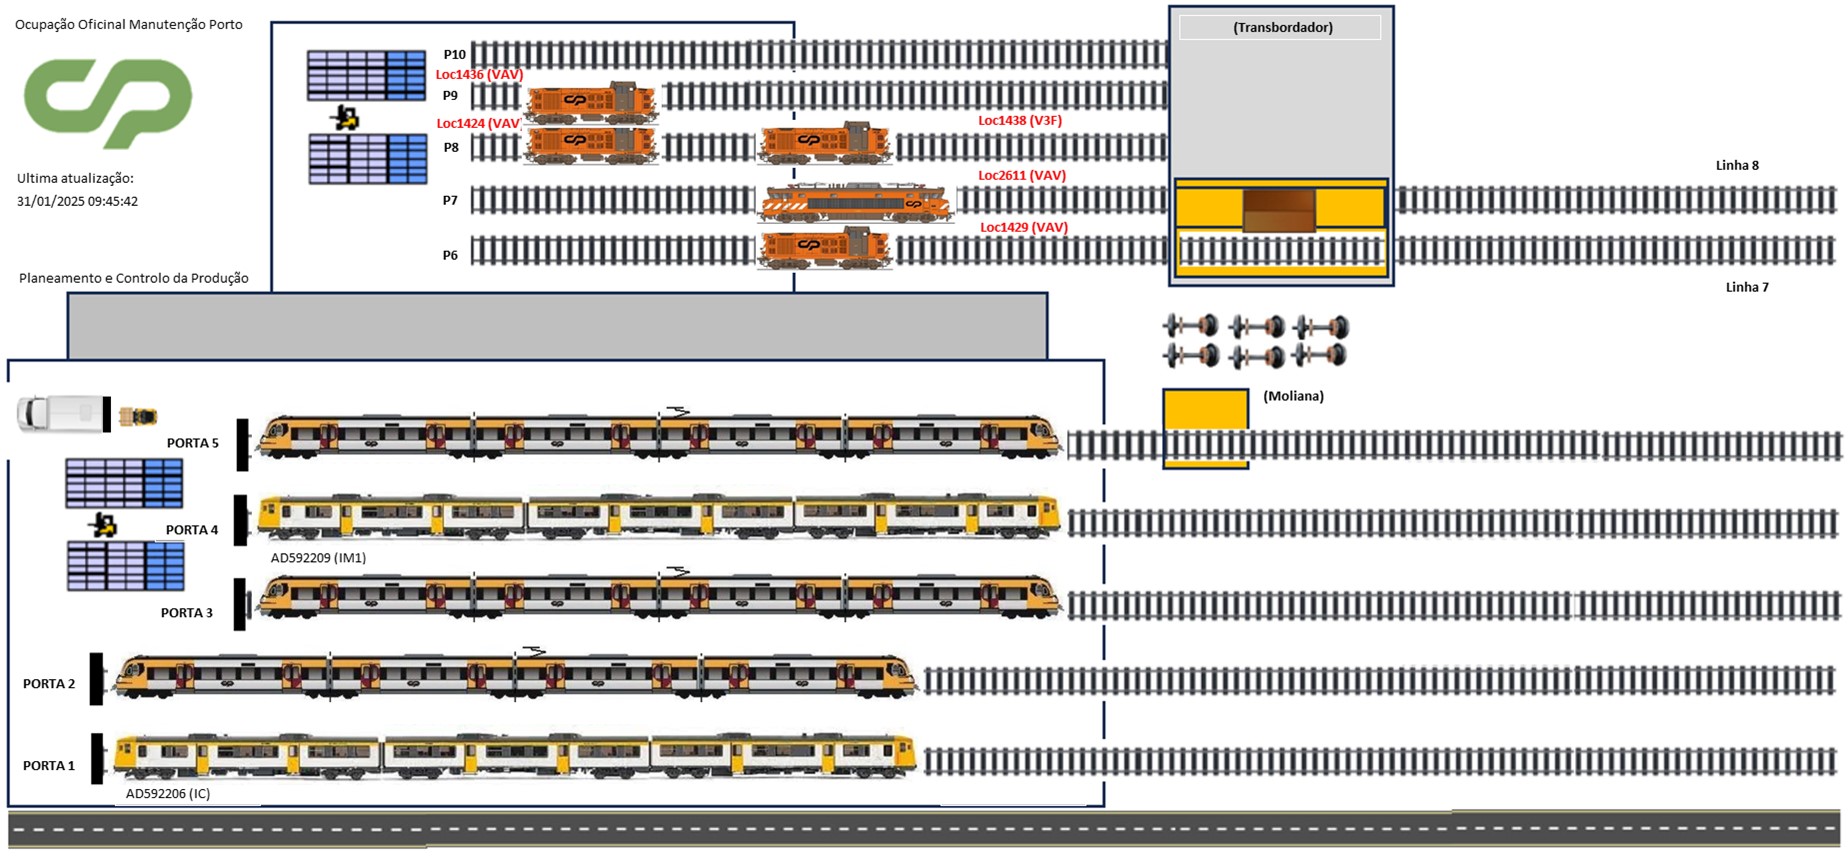 Ocupação Oficinal Manutenção Porto
(Transbordador)
P10
Loc1436 (VAV)
P9
Loc1424 (VAV)
Loc1438 (V3F)
P8
Linha 8
Ultima atualização:
Loc2611 (VAV)
31/01/2025 09:45:42
P7
Loc1429 (VAV)
P6
Planeamento e Controlo da Produção
Linha 7
(Moliana)
PORTA 5
PORTA 4
AD592209 (IM1)
PORTA 3
PORTA 2
PORTA 1
AD592206 (IC)